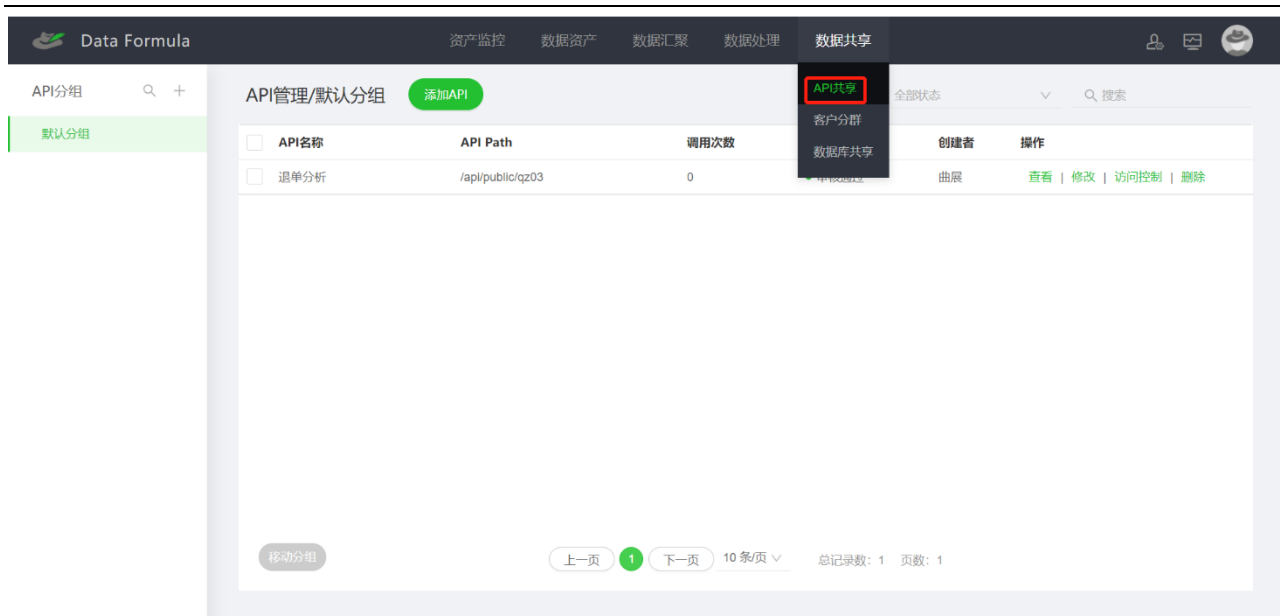 Data Formula 资产监控 数据资产 数据汇聚 数据处理 数据共享
API分组
默认分组
API管理/默认分组 添加API
API共享
客户分群
数据库共享
全部状态 搜索
API名称 API Path 调用次数 创建者 操作
退单分析 /api/public/qz03 0 审核通过 曲展 查看 | 修改 | 访问控制 | 删除
移动分组 上一页 1 下一页 10 条/页 总记录数: 1 页数: 1